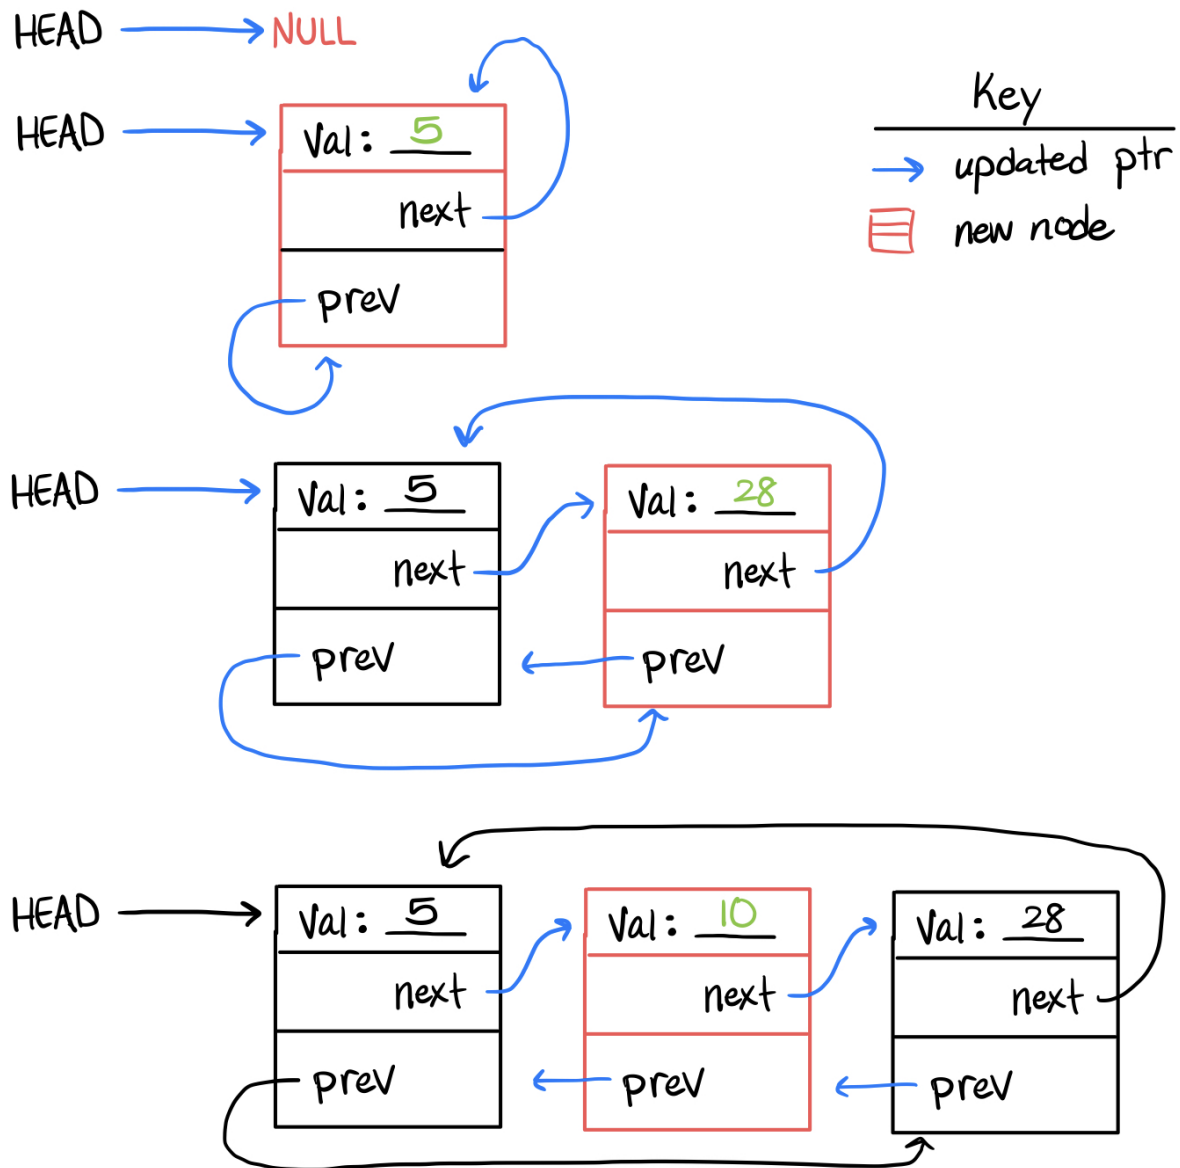 HEAD NULL
HEAD
Val: 5
next
prev
Key
updated ptr
new node
HEAD
Val: 5
next
prev
Val: 28
next
prev
HEAD
Val: 5
next
prev
Val: 10
next
prev
Val: 28
next
prev